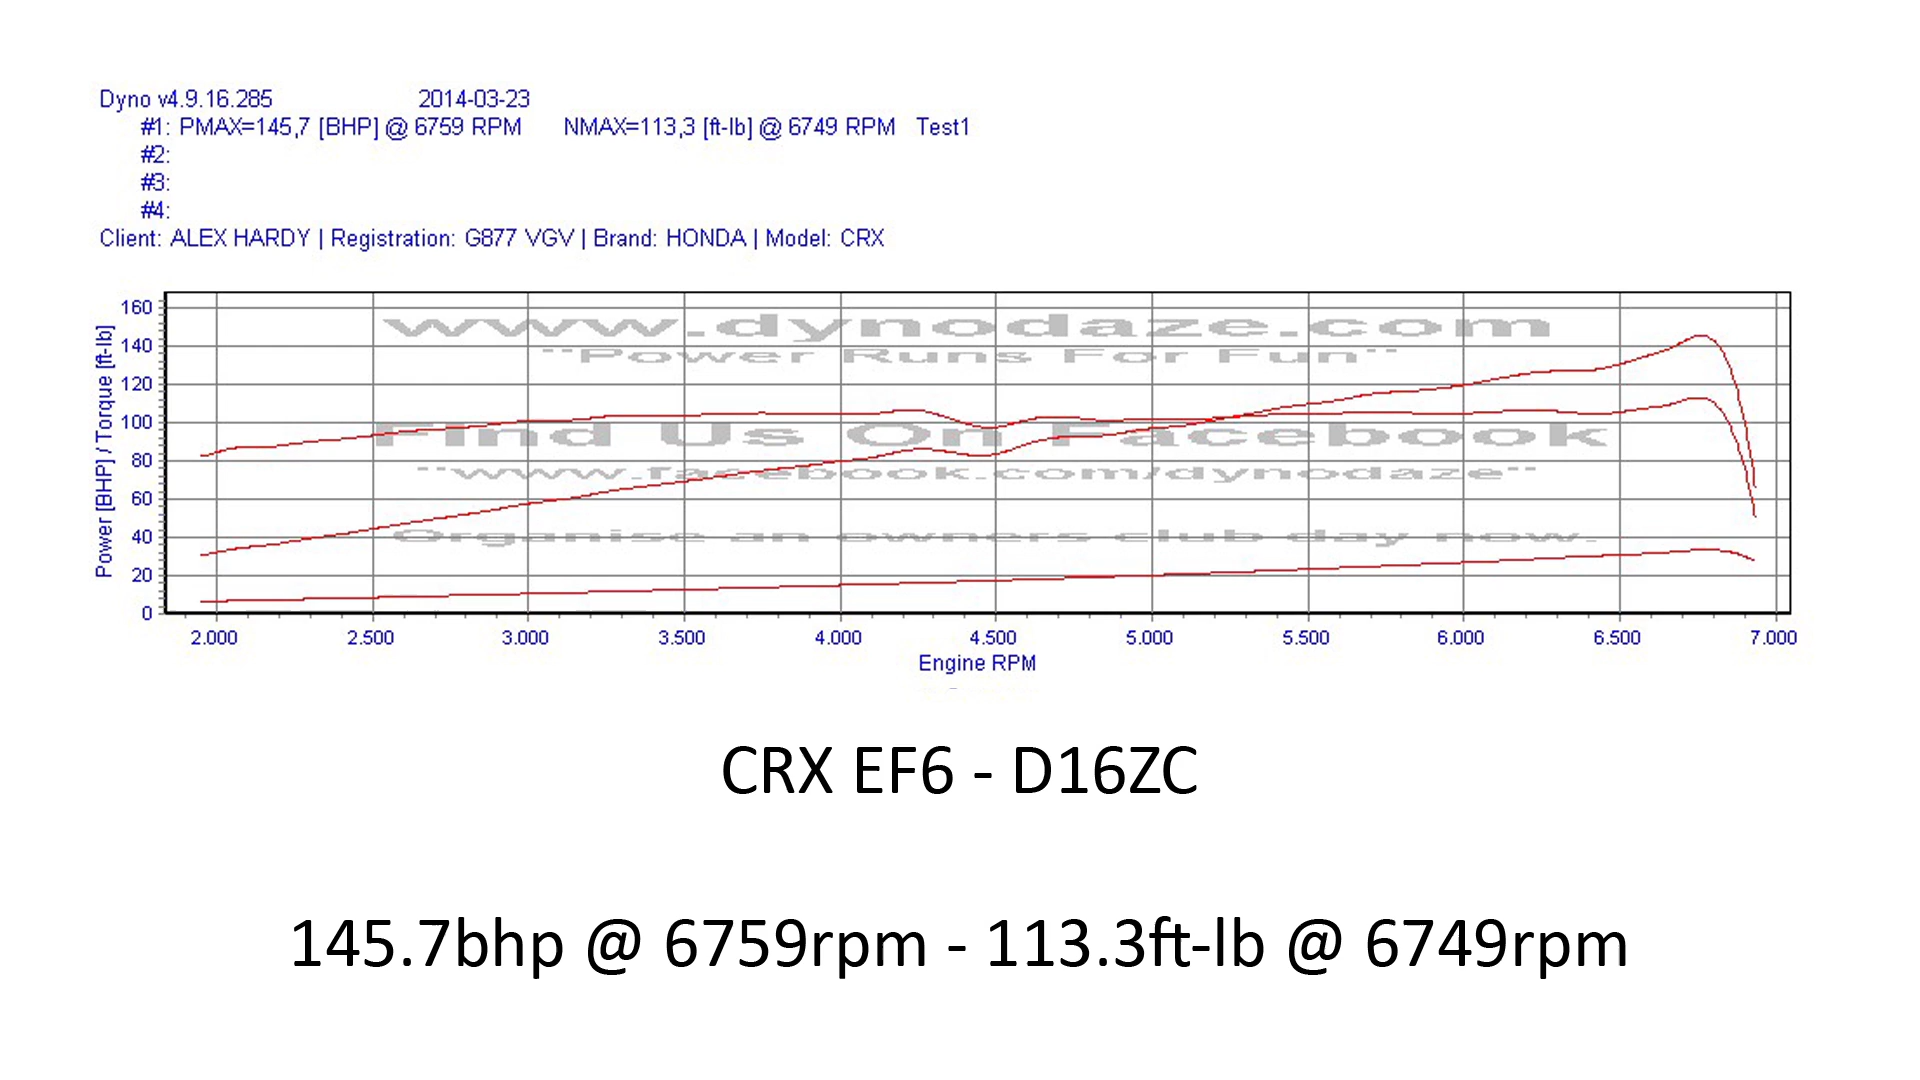 Dyno v4.9.16.285 2014-03-23
#1: PMAX=145,7 [BHP] @ 6759 RPM NMAX=113,3 [ft-lb] @ 6749 RPM Test1
#2:
#3:
#4:
Client: ALEX HARDY | Registration: G877 VGV | Brand: HONDA | Model: CRX
Power [BHP] / Torque [ft-lb]
160
140
120
100
80
60
40
20
0
www.dynodaze.com
"Power Runs For Fun"
Find Us On Facebook
"www.facebook.com/dynodaze"
Organise an owners club day now.
2.000 2.500 3.000 3.500 4.000 4.500 5.000 5.500 6.000 6.500 7.000
Engine RPM
CRX EF6 - D16ZC
145.7bhp @ 6759rpm - 113.3ft-lb @ 6749rpm